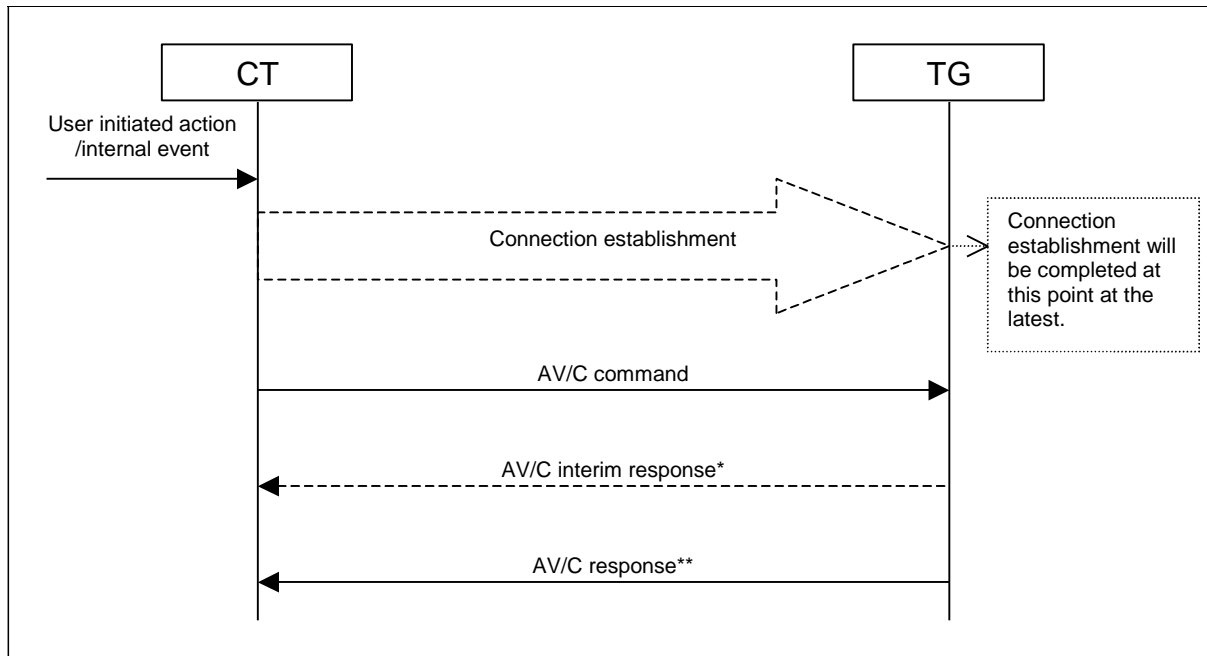 CT
TG
User initiated action
/internal event
Connection establishment
Connection
establishment will
be completed at
this point at the
latest.
AV/C command
AV/C interim response*
AV/C response**